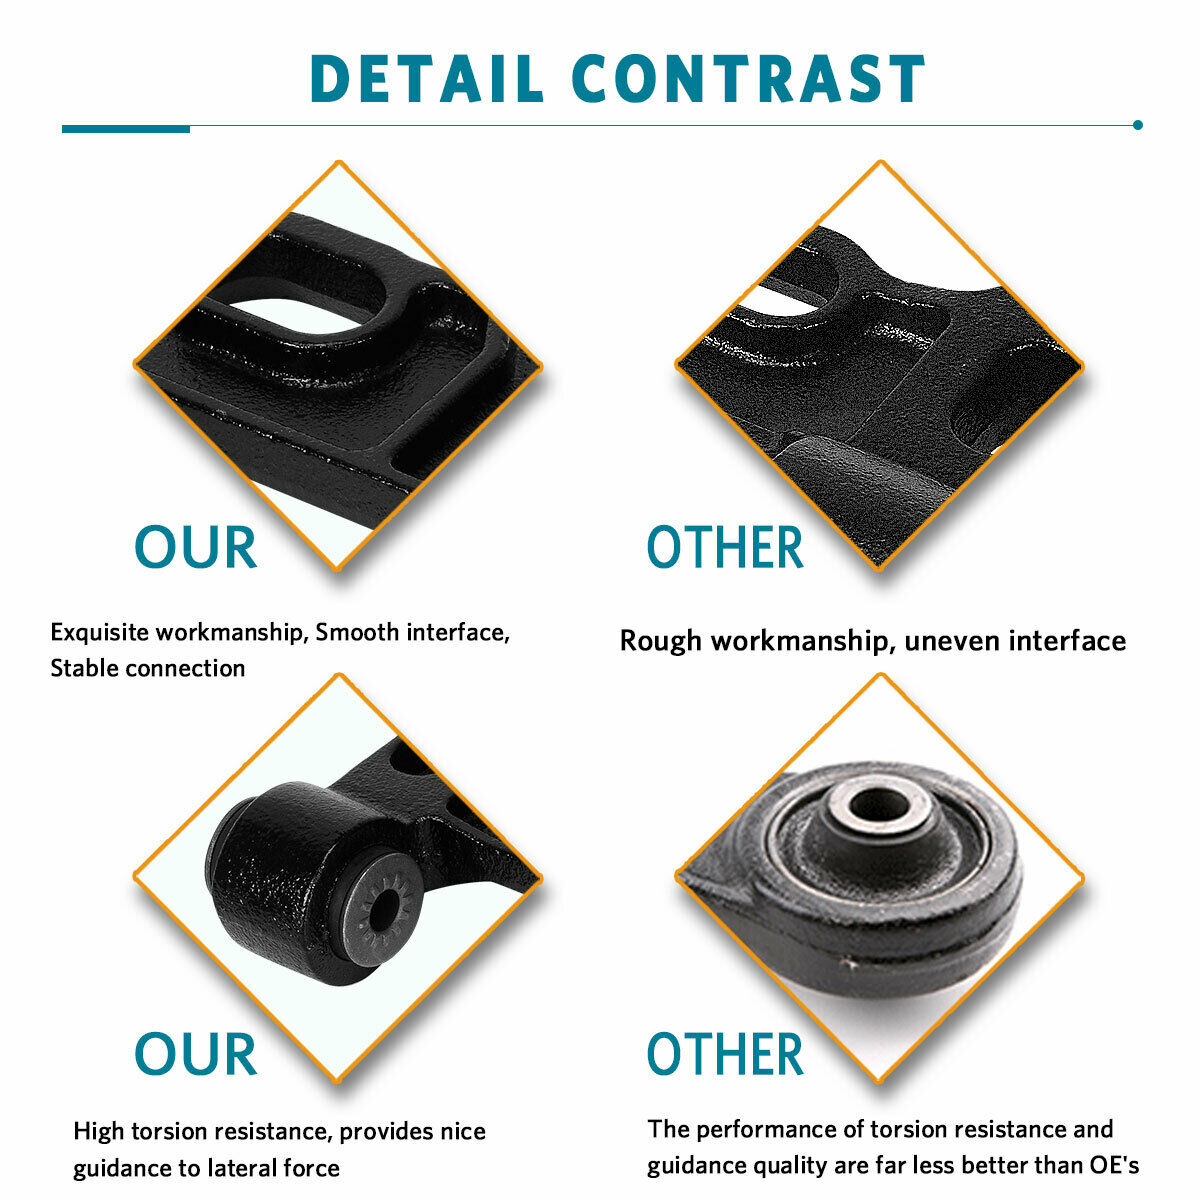 DETAIL CONTRAST
OUR
OTHER
Exquisite workmanship, Smooth interface,
Stable connection
Rough workmanship, uneven interface
OUR
OTHER
High torsion resistance, provides nice
guidance to lateral force
The performance of torsion resistance and
guidance quality are far less better than OE's